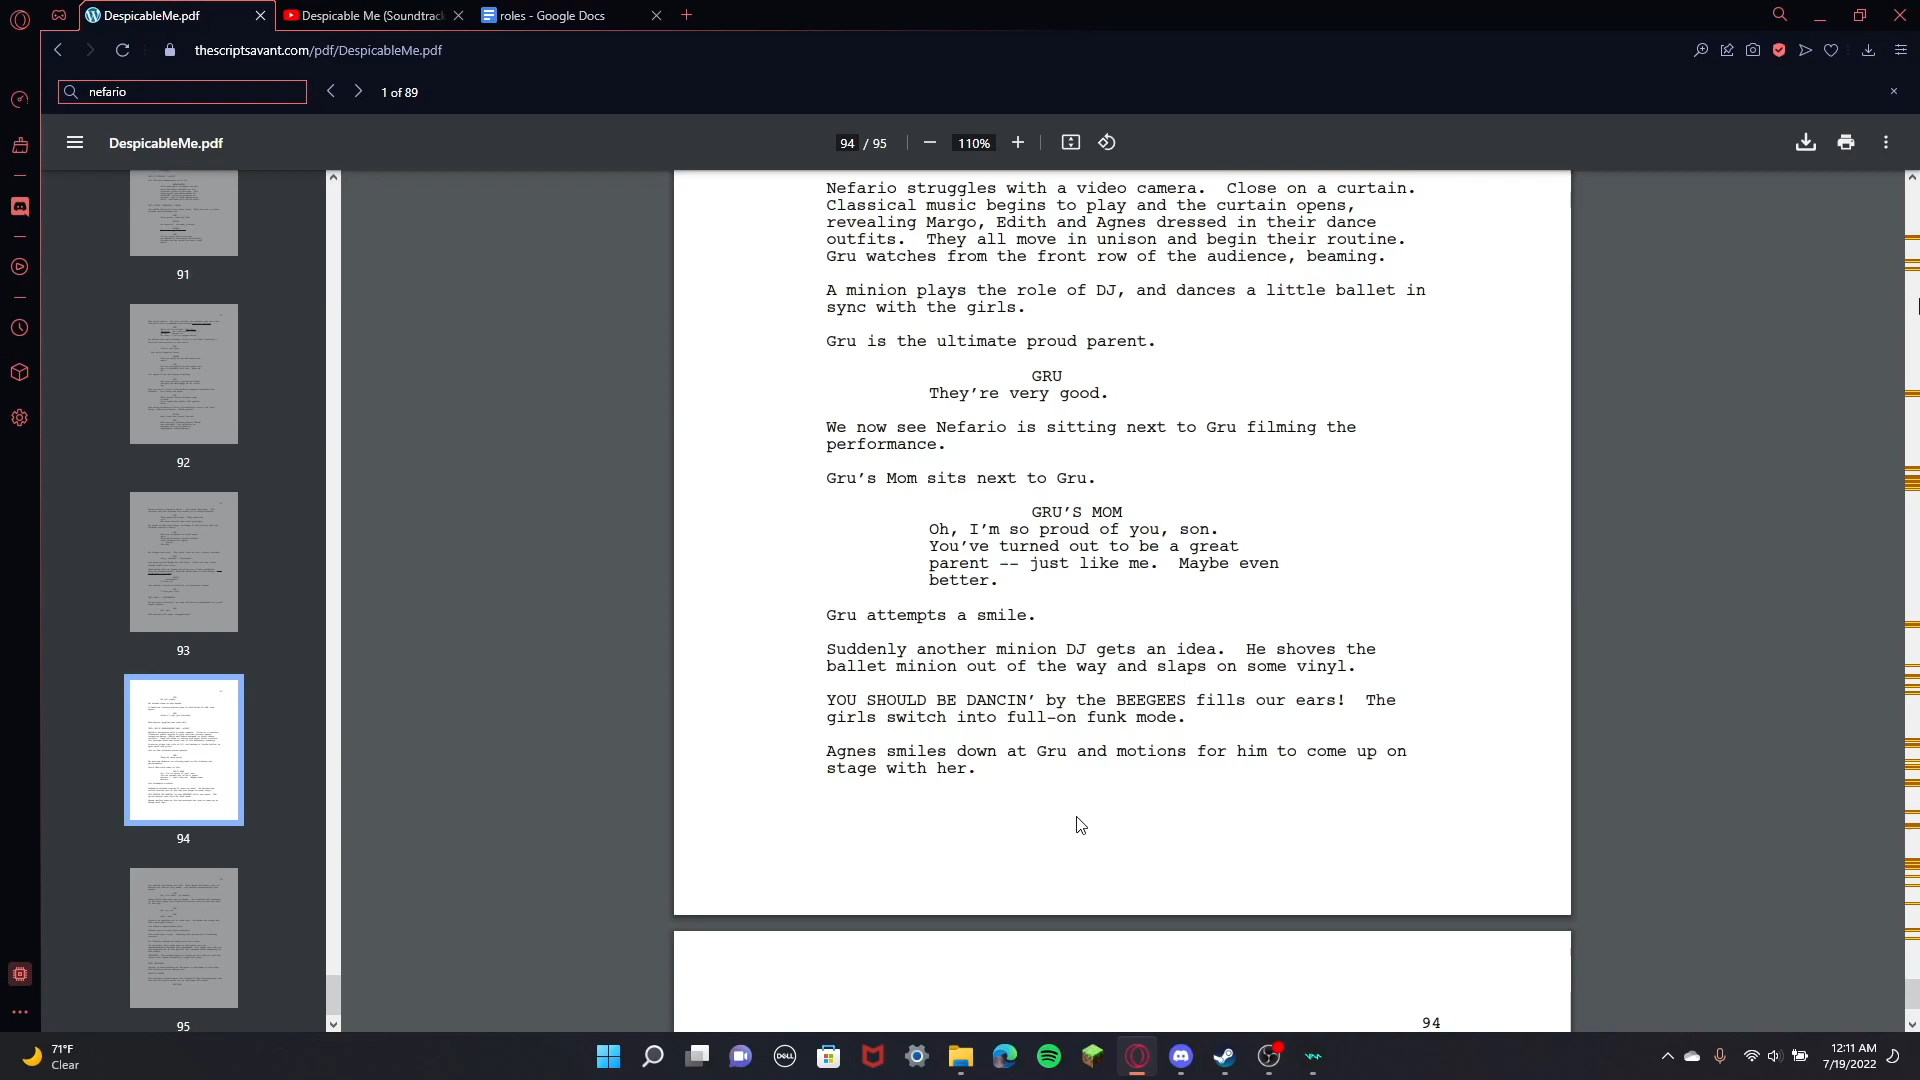 DespicableMe.pdf
Despicable Me (Soundtrack
roles - Google Docs
thescriptsavant.com/pdf/DespicableMe.pdf
nefario
1 of 89
DespicableMe.pdf
94 / 95
110%
91
92
93
94
95
Nefario struggles with a video camera. Close on a curtain.
Classical music begins to play and the curtain opens,
revealing Margo, Edith and Agnes dressed in their dance
outfits. They all move in unison and begin their routine.
Gru watches from the front row of the audience, beaming.
A minion plays the role of DJ, and dances a little ballet in
sync with the girls.
Gru is the ultimate proud parent.
GRU
They’re very good.
We now see Nefario is sitting next to Gru filming the
performance.
Gru’s Mom sits next to Gru.
GRU’S MOM
Oh, I’m so proud of you, son.
You’ve turned out to be a great
parent -- just like me. Maybe even
better.
Gru attempts a smile.
Suddenly another minion DJ gets an idea. He shoves the
ballet minion out of the way and slaps on some vinyl.
YOU SHOULD BE DANCIN’ by the BEEGEES fills our ears! The
girls switch into full-on funk mode.
Agnes smiles down at Gru and motions for him to come up on
stage with her.
94
71°F
Clear
DELL
12:11 AM
7/19/2022